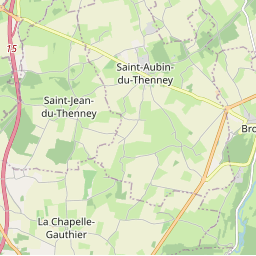 15
Saint-Aubin-
du-Thenney
Saint-Jean-
du-Thenney
Bro
La Chapelle-
Gauthier